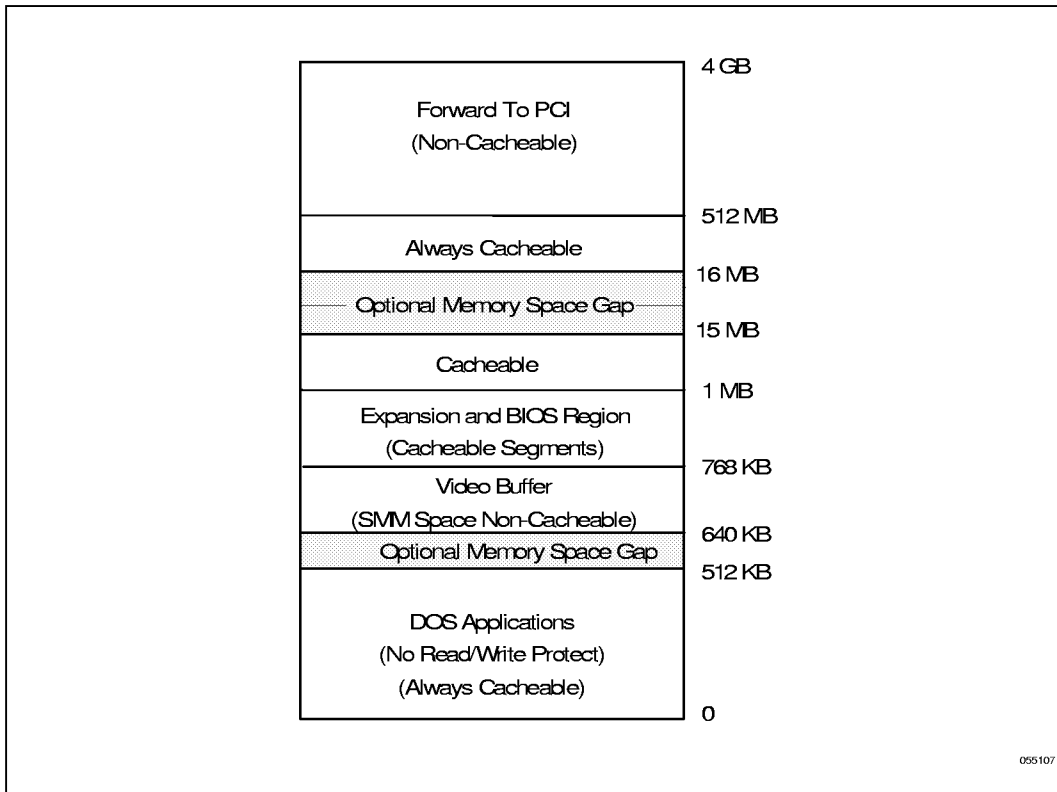 4 GB
Forward To PCI
(Non-Cacheable)
512 MB
Always Cacheable
16 MB
Optional Memory Space Gap
15 MB
Cacheable
1 MB
Expansion and BIOS Region
(Cacheable Segments)
768 KB
Video Buffer
(SMM Space Non-Cacheable)
640 KB
Optional Memory Space Gap
512 KB
DOS Applications
(No Read/Write Protect)
(Always Cacheable)
0
055107